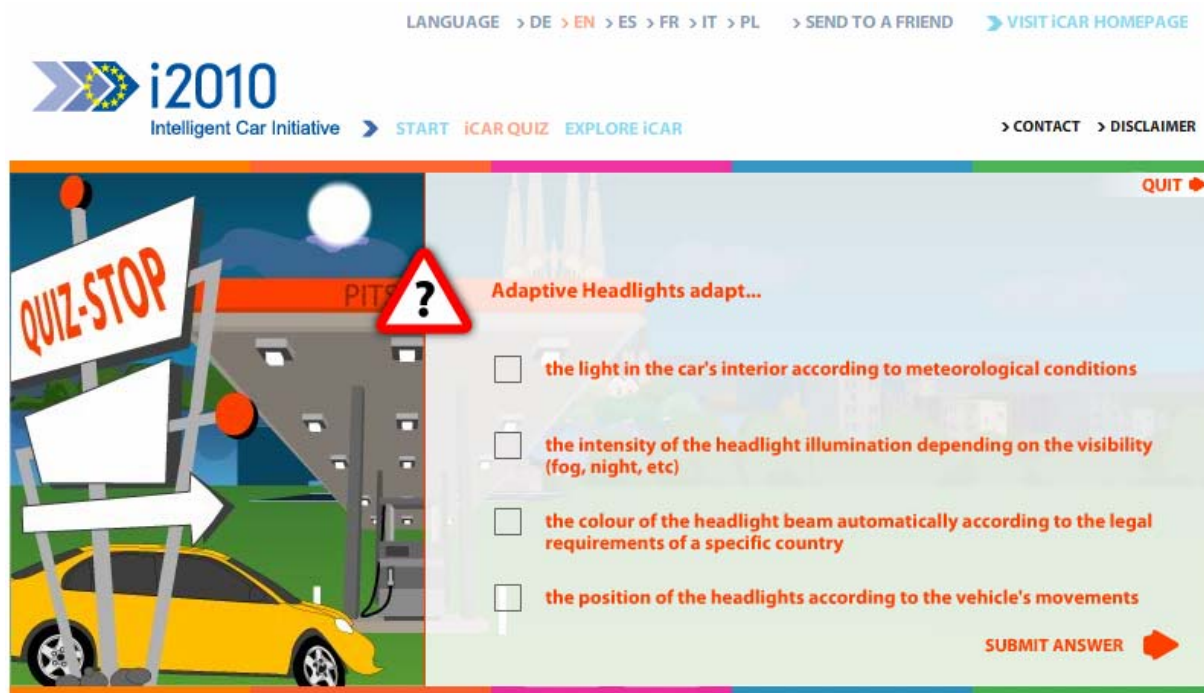 LANGUAGE > DE > EN > ES > FR > IT > PL > SEND TO A FRIEND VISIT iCAR HOMEPAGE
i2010
Intelligent Car Initiative START iCAR QUIZ EXPLORE iCAR > CONTACT > DISCLAIMER
QUIT
QUIZ-STOP
PITS
?
Adaptive Headlights adapt...
the light in the car's interior according to meteorological conditions
the intensity of the headlight illumination depending on the visibility
(fog, night, etc)
the colour of the headlight beam automatically according to the legal
requirements of a specific country
the position of the headlights according to the vehicle's movements
SUBMIT ANSWER